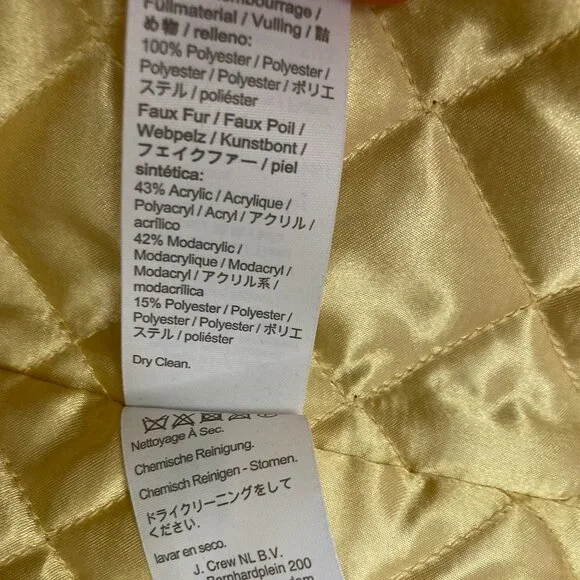 Fullmaterial / Vulling / 詰
め物 / relleno:
100% Polyester / Polyester /
Polyester / Polyester / ポリエ
ステル / poliéster
Faux Fur / Faux Poil /
Webpelz / Kunstbont /
フェイクファー / piel
sintética:
43% Acrylic / Acrylique /
Polyacryl / Acryl / アクリル /
acrílico
42% Modacrylic /
Modacrylique / Modacryl /
Modacryl / アクリル系 /
modacrílica
15% Polyester / Polyester /
Polyester / Polyester / ポリエ
ステル / poliéster
Dry Clean.
Nettoyage À Sec.
Chemische Reinigung.
Chemisch Reinigen - Stomen.
ドライクリーニングをして
ください.
lavar en seco.
J. Crew NL B.V.
Bernhardplein 200